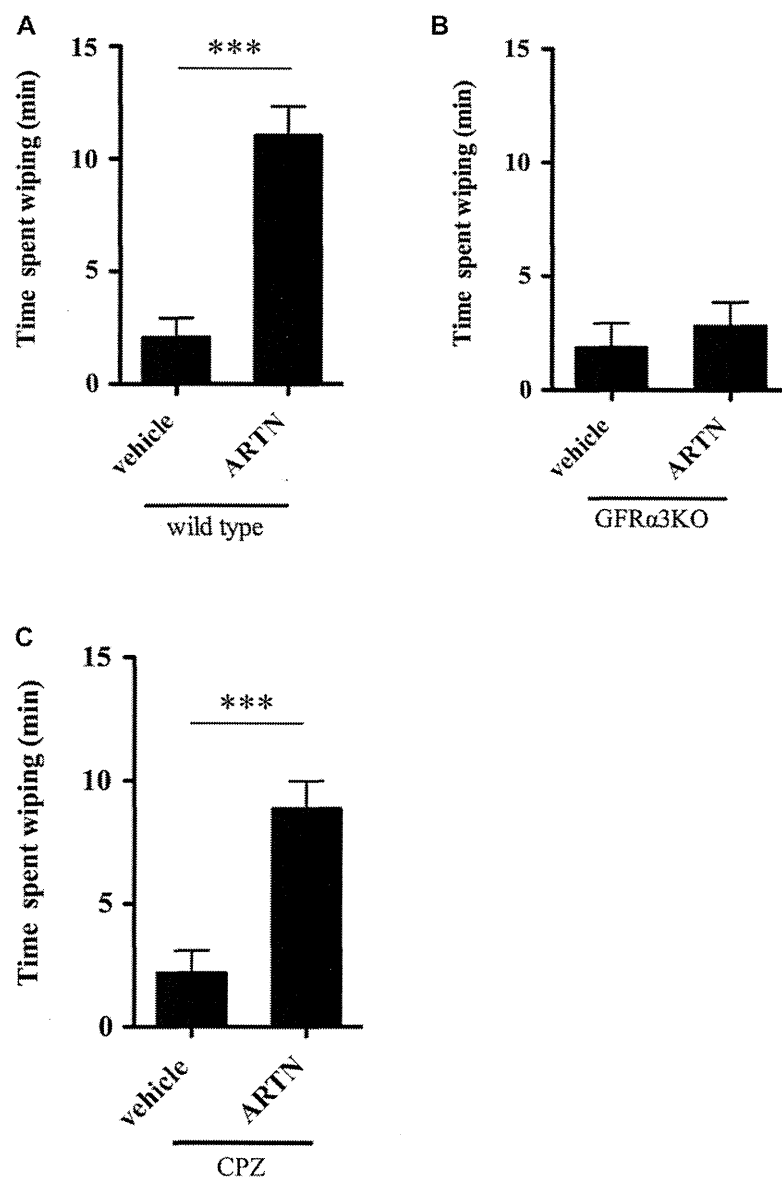 A
Time spent wiping (min)
15
10
5
0
***
vehicle
ARTN
wild type
B
Time spent wiping (min)
15
10
5
0
vehicle
ARTN
GFRα3KO
C
Time spent wiping (min)
15
10
5
0
***
vehicle
ARTN
CPZ